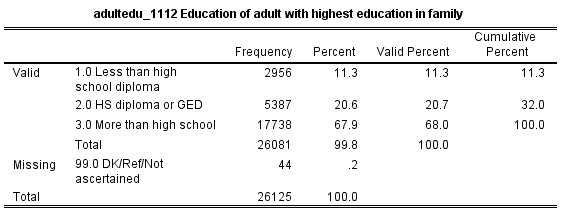 adultedu_1112 Education of adult with highest education in family
Frequency Percent Valid Percent Cumulative Percent
Valid 1.0 Less than high school diploma 2956 11.3 11.3 11.3
2.0 HS diploma or GED 5387 20.6 20.7 32.0
3.0 More than high school 17738 67.9 68.0 100.0
Total 26081 99.8 100.0
Missing 99.0 DK/Ref/Not ascertained 44 .2
Total 26125 100.0